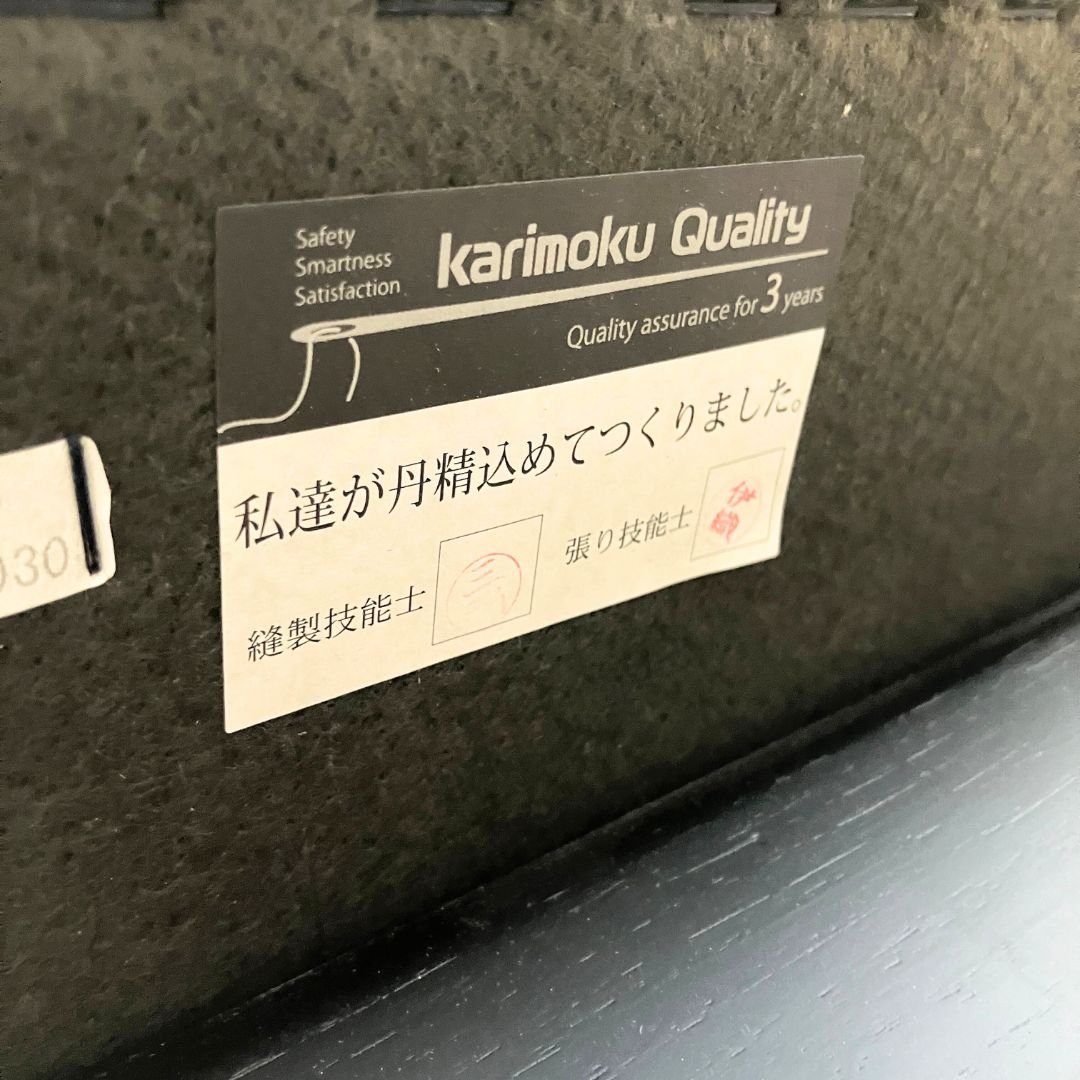 Safety
Smartness
Satisfaction
karimoku Quality
Quality assurance for 3 years
私達が丹精込めてつくりました。
縫製技能士
張り技能士
030